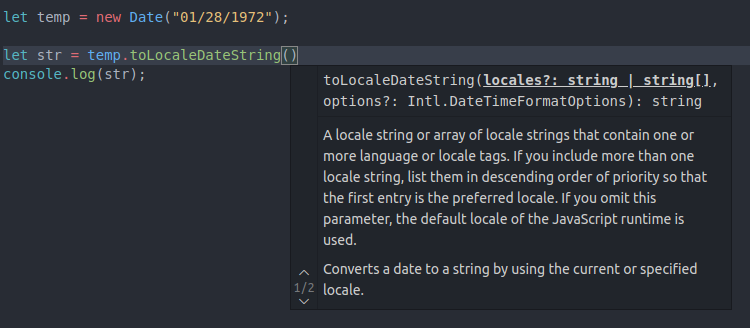 let temp = new Date("01/28/1972");
let str = temp.toLocaleDateString()
console.log(str);
toLocaleDateString(locales?: string | string[],
options?: Intl.DateTimeFormatOptions): string
A locale string or array of locale strings that contain one or
more language or locale tags. If you include more than one
locale string, list them in descending order of priority so that
the first entry is the preferred locale. If you omit this
parameter, the default locale of the JavaScript runtime is
used.
Converts a date to a string by using the current or specified
locale.
1/2